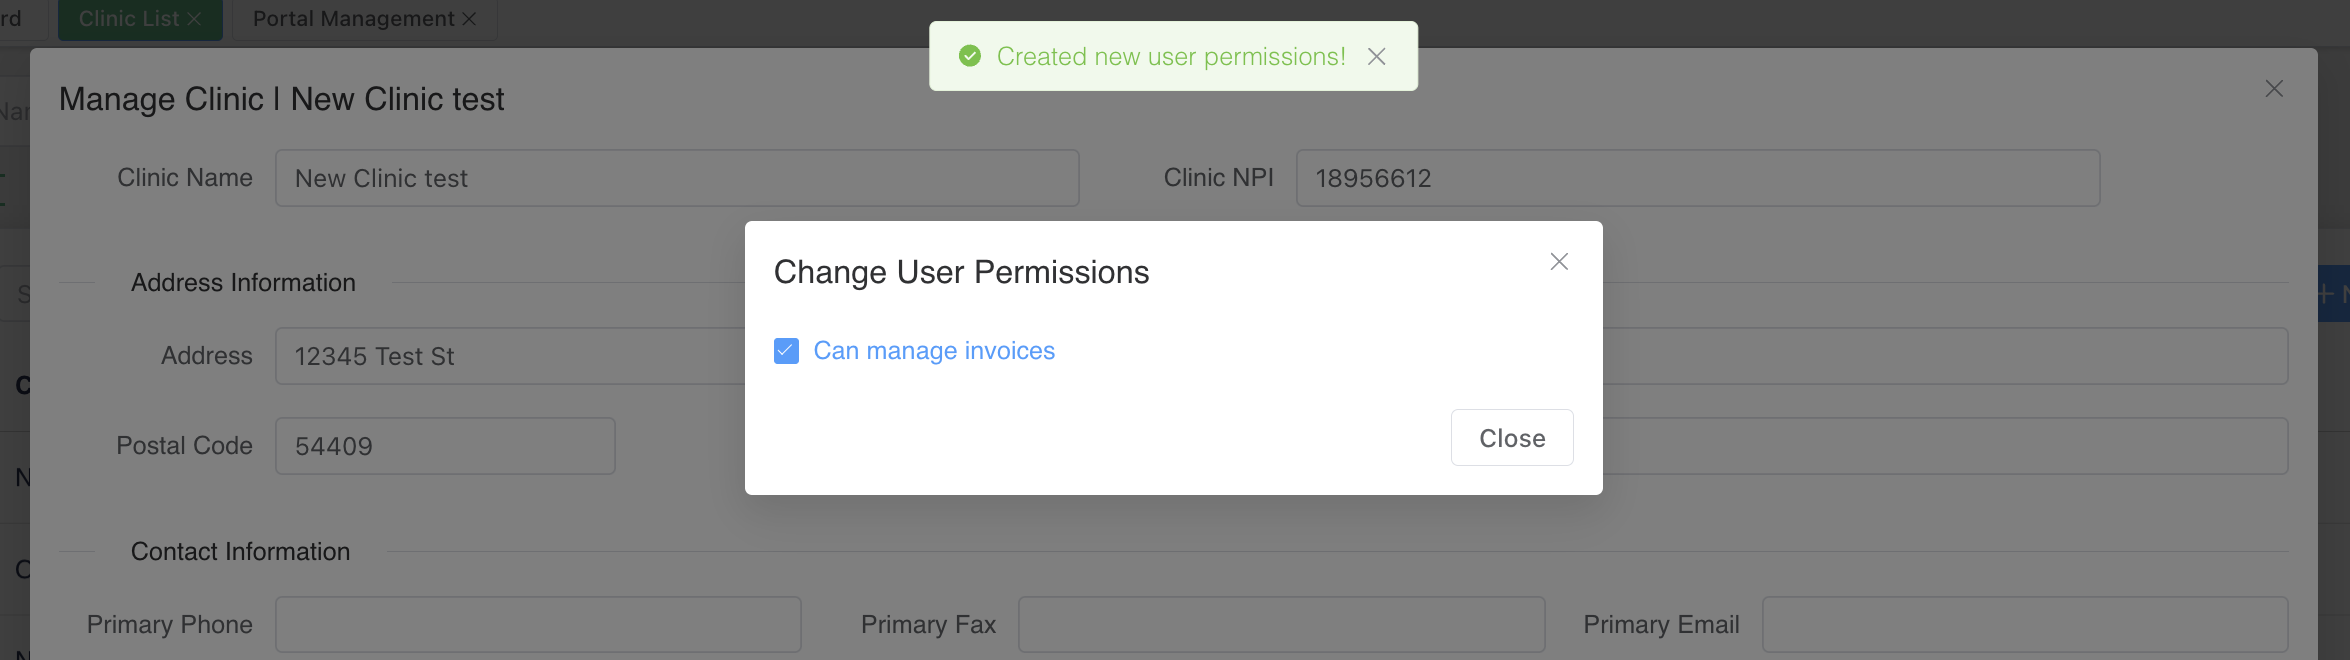 rd
Clinic List
Portal Management
Created new user permissions!
Manage Clinic | New Clinic test
Clinic Name
New Clinic test
Clinic NPI
18956612
Change User Permissions
Address Information
Can manage invoices
Address
12345 Test St
Close
Postal Code
54409
Contact Information
Primary Phone
Primary Fax
Primary Email